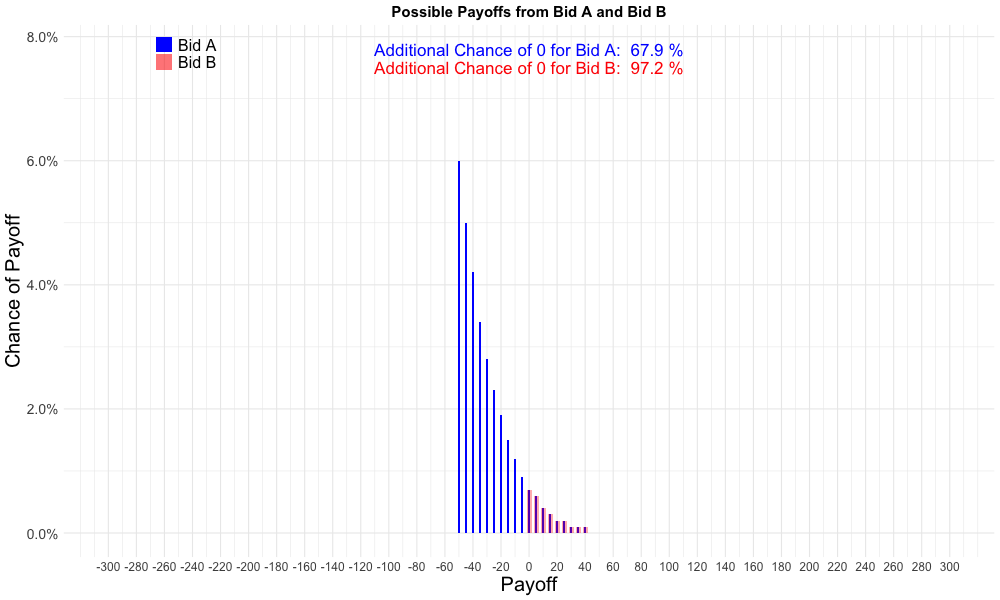 Possible Payoffs from Bid A and Bid B
8.0%
Bid A
Bid B
Additional Chance of 0 for Bid A: 67.9 %
Additional Chance of 0 for Bid B: 97.2 %
6.0%
Chance of Payoff
4.0%
2.0%
0.0%
-300 -280 -260 -240 -220 -200 -180 -160 -140 -120 -100 -80 -60 -40 -20 0 20 40 60 80 100 120 140 160 180 200 220 240 260 280 300
Payoff